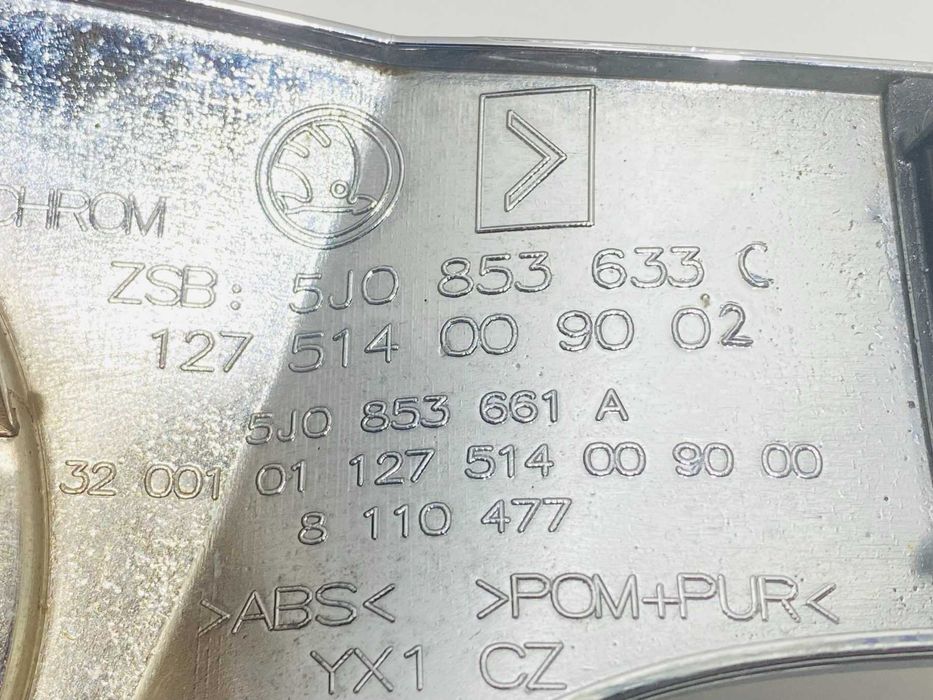 CHROM
ZSB: 5J0 853 633 C
127 514 00 90 02
5J0 853 661 A
32 001 01 127 514 00 90 00
8 110 477
>ABS< >POM+PUR<
YX1 CZ